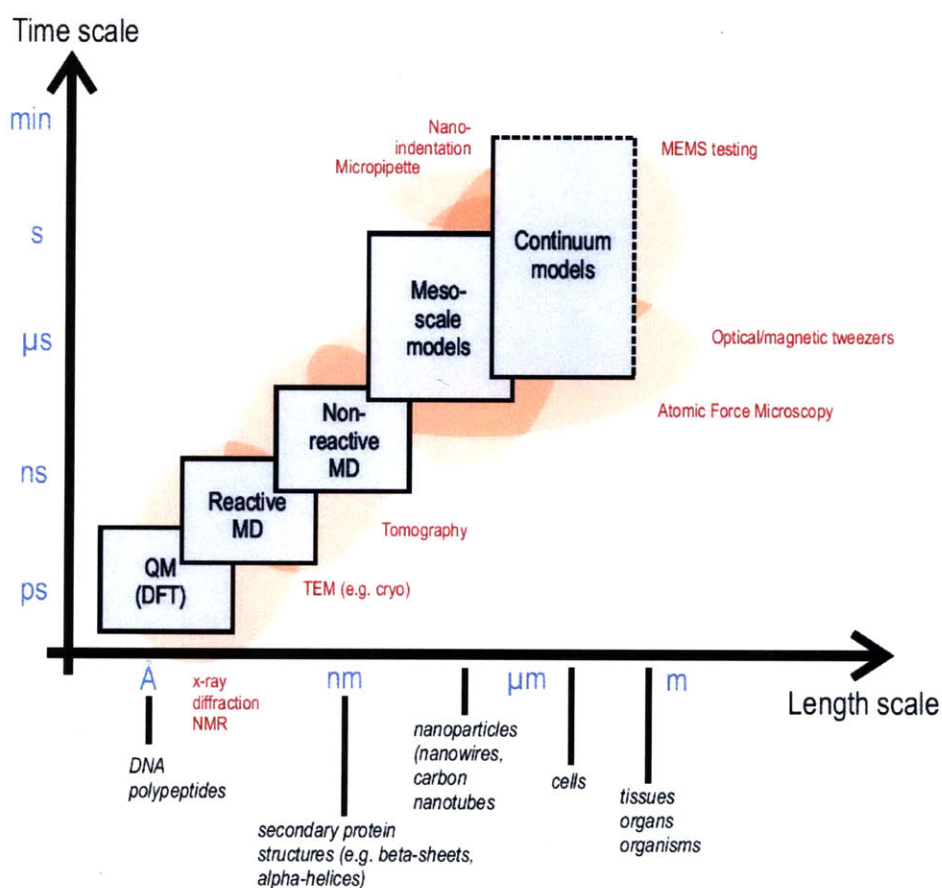 Time scale
min
s
µs
ns
ps
Nano-
indentation
Micropipette
MEMS testing
Continuum
models
Meso-
scale
models
Optical/magnetic tweezers
Atomic Force Microscopy
Non-
reactive
MD
Reactive
MD
Tomography
QM
(DFT)
TEM (e.g. cryo)
Å
x-ray
diffraction
NMR
nm
µm
m
Length scale
DNA
polypeptides
secondary protein
structures (e.g. beta-sheets,
alpha-helices)
nanoparticles
(nanowires,
carbon
nanotubes
cells
tissues
organs
organisms